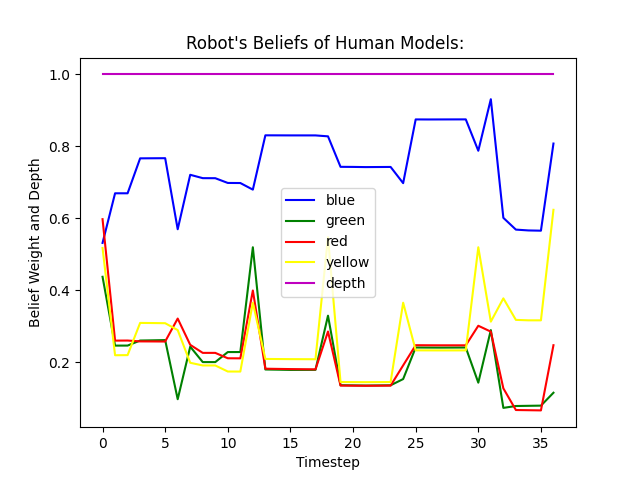 Robot's Beliefs of Human Models:
Belief Weight and Depth
1.0
0.8
0.6
0.4
0.2
blue
green
red
yellow
depth
0 5 10 15 20 25 30 35
Timestep